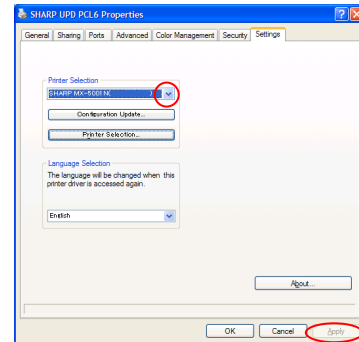 SHARP UPD PCL6 Properties
General Sharing Ports Advanced Color Management Security Settings
Printer Selection
SHARP MX-5001N( )
Configuration Update...
Printer Selection...
Language Selection
The language will be changed when this
printer driver is accessed again.
English
About...
OK Cancel Apply